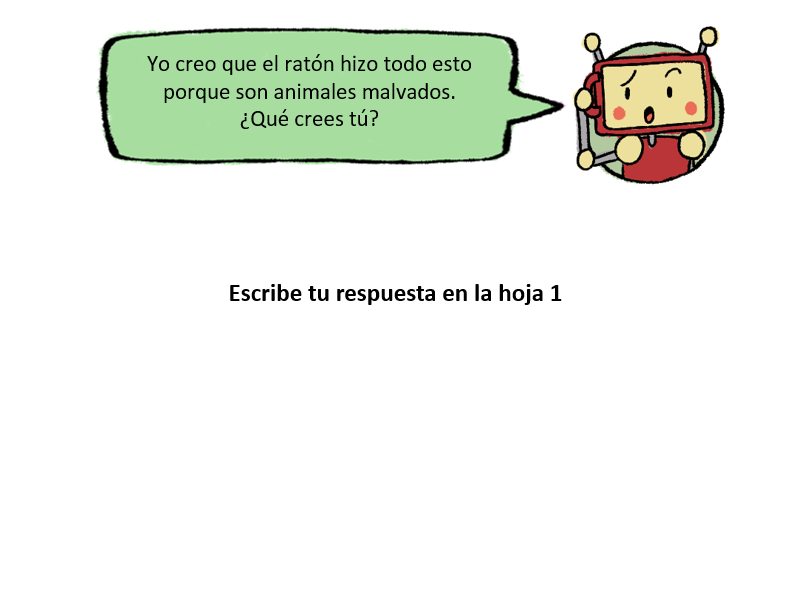 Yo creo que el ratón hizo todo esto
porque son animales malvados.
¿Qué crees tú?
Escribe tu respuesta en la hoja 1